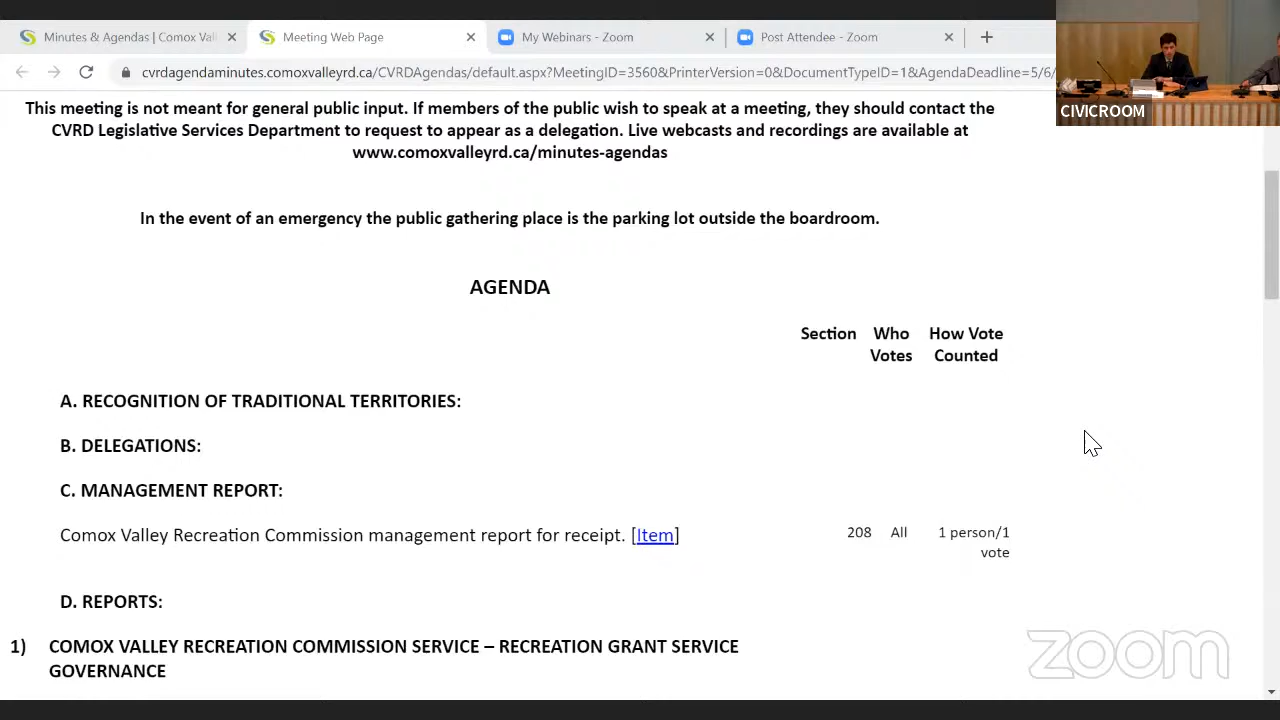 Minutes & Agendas | Comox Val
Meeting Web Page
My Webinars - Zoom
Post Attendee - Zoom
cvrdagendaminutes.comoxvalleyrd.ca/CVRDAgendas/default.aspx?MeetingID=3560&PrinterVersion=0&DocumentTypeID=1&AgendaDeadline=5/6/
CIVICROOM
This meeting is not meant for general public input. If members of the public wish to speak at a meeting, they should contact the
CVRD Legislative Services Department to request to appear as a delegation. Live webcasts and recordings are available at
www.comoxvalleyrd.ca/minutes-agendas
In the event of an emergency the public gathering place is the parking lot outside the boardroom.
AGENDA
Section Who How Vote
Votes Counted
A. RECOGNITION OF TRADITIONAL TERRITORIES:
B. DELEGATIONS:
C. MANAGEMENT REPORT:
Comox Valley Recreation Commission management report for receipt. [Item] 208 All 1 person/1
vote
D. REPORTS:
1) COMOX VALLEY RECREATION COMMISSION SERVICE – RECREATION GRANT SERVICE
GOVERNANCE
zoom